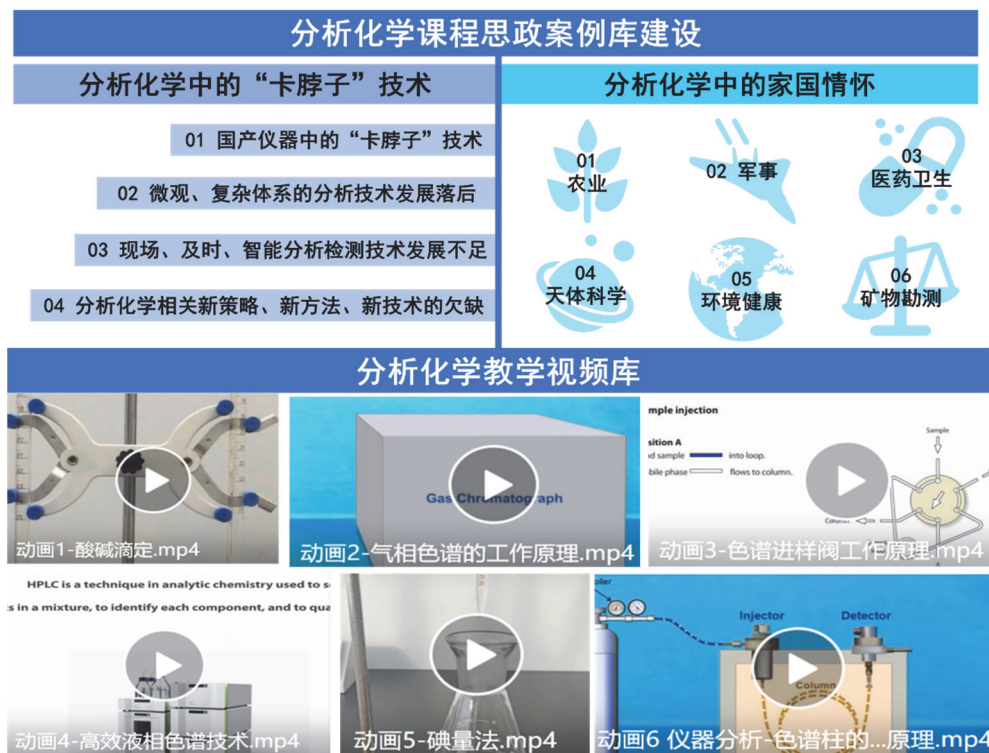 分析化学课程思政案例库建设
分析化学中的“卡脖子”技术
01 国产仪器中的“卡脖子”技术
02 微观、复杂体系的分析技术发展落后
03 现场、及时、智能分析检测技术发展不足
04 分析化学相关新策略、新方法、新技术的欠缺
分析化学中的家国情怀
01
农业
02 军事
03
医药卫生
04
天体科学
05
环境健康
06
矿物勘测
分析化学教学视频库
动画1-酸碱滴定.mp4
Gas Chromatograph
动画2-气相色谱的工作原理.mp4
mple injection
sition A
d sample
into loop.
bile phase
flows to column.
Sample
Column
动画3-色谱进样阀工作原理.mp4
HPLC is a technique in analytic chemistry used to s
s in a mixture, to identify each component, and to qua
动画4-高效液相色谱技术.mp4
动画5-碘量法.mp4
oller
Injector
Detector
Column
动画6 仪器分析-色谱柱的...原理.mp4